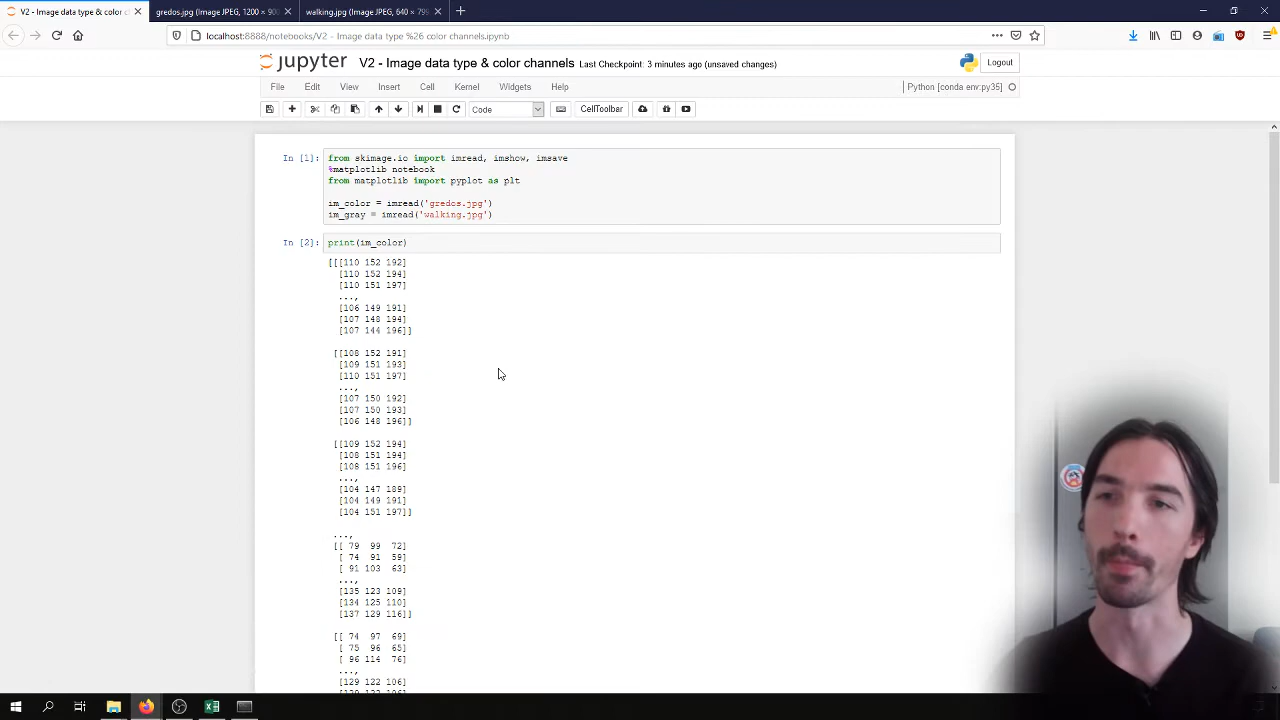 V2 - Image data type & color c
gredos.jpg (Image JPEG, 1200 × 90
walking.jpg (Image JPEG, 640 × 795
localhost:8888/notebooks/V2 - Image data type %26 color channels.ipynb
jupyter V2 - Image data type & color channels Last Checkpoint: 3 minutes ago (unsaved changes) Logout
File Edit View Insert Cell Kernel Widgets Help Python [conda env:py35]
Code CellToolbar
In [1]: from skimage.io import imread, imshow, imsave
%matplotlib notebook
from matplotlib import pyplot as plt
im_color = imread('gredos.jpg')
im_gray = imread('walking.jpg')
In [2]: print(im_color)
[[[110 152 192]
[110 152 194]
[110 151 197]
...,
[106 149 191]
[107 148 194]
[107 144 196]]
[[108 152 191]
[109 151 193]
[110 151 197]
...,
[107 150 192]
[107 150 193]
[106 148 196]]
[[109 152 194]
[108 151 194]
[108 151 196]
...,
[104 147 189]
[104 149 191]
[104 151 197]]
...,
[[ 79 99 72]
[ 74 91 59]
[ 91 103 63]
...,
[135 123 109]
[134 125 110]
[137 129 116]]
[[ 74 97 69]
[ 75 96 65]
[ 96 114 76]
...,
[129 122 106]